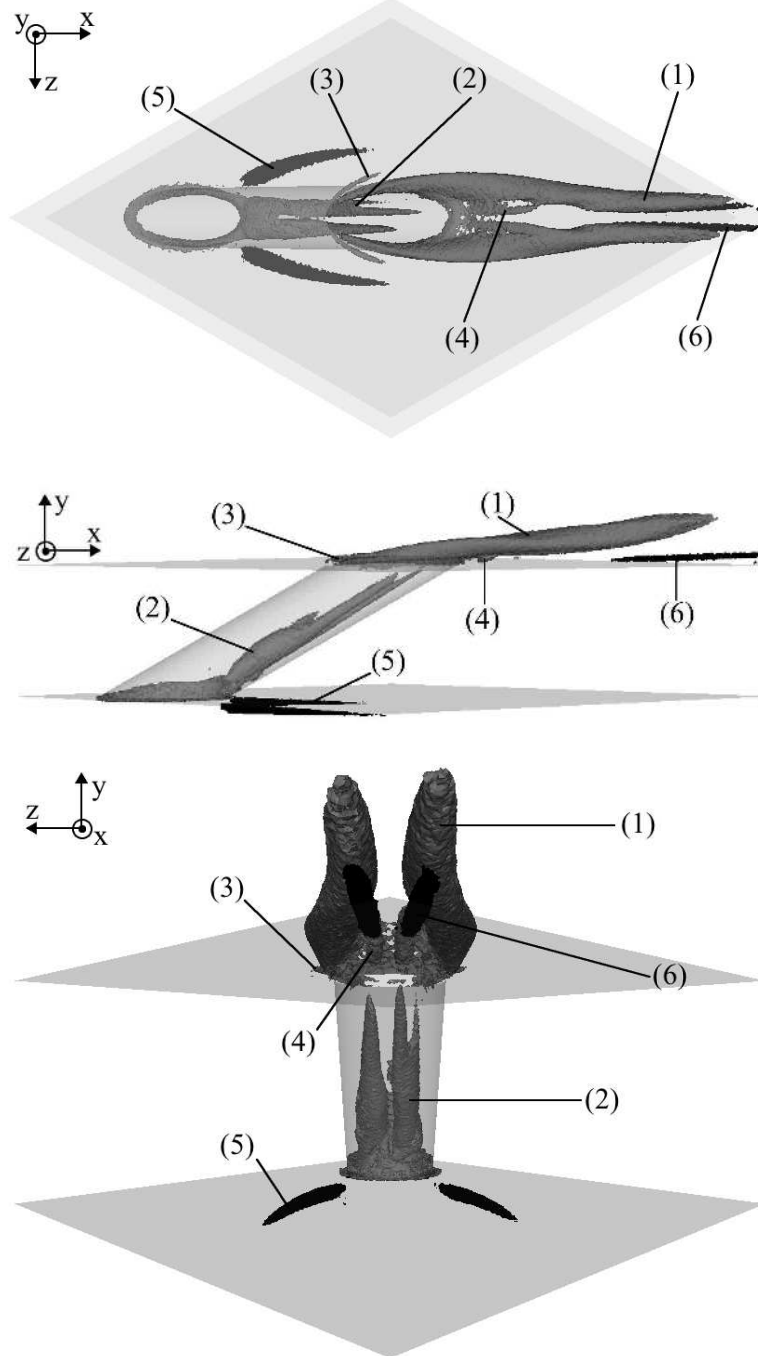 y
x
z
(5)
(3)
(2)
(1)
(4)
(6)
y
x
z
(3)
(1)
(2)
(4)
(6)
(5)
y
z
x
(1)
(3)
(6)
(4)
(2)
(5)